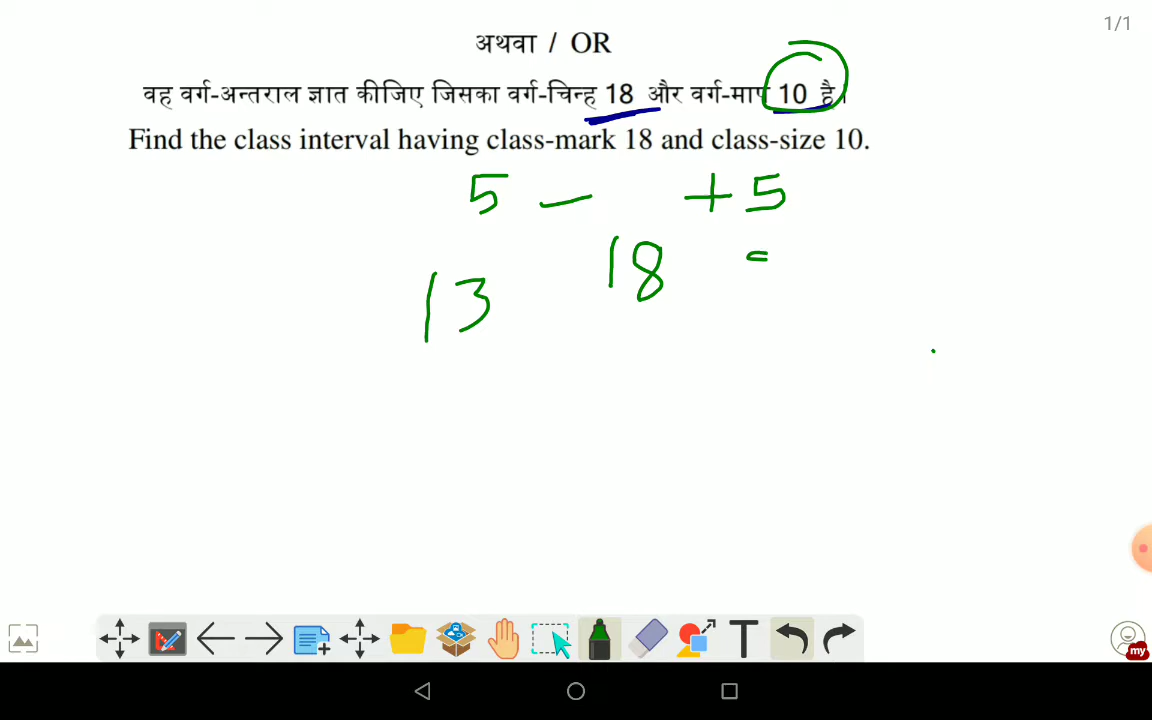 1/1
अथवा / OR
वह वर्ग-अन्तराल ज्ञात कीजिए जिसका वर्ग-चिन्ह 18 और वर्ग-माप 10 है।
Find the class interval having class-mark 18 and class-size 10.
5 – + 5
18 =
13
T
my